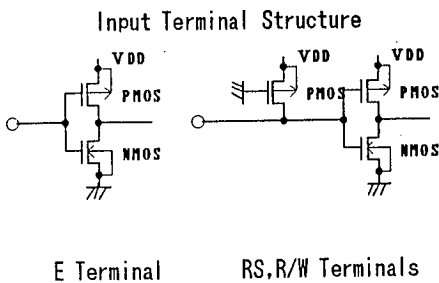 Input Terminal Structure
VDD
PMOS
NMOS
VDD
PMOS
VDD
PMOS
NMOS
E Terminal
RS,R/W Terminals